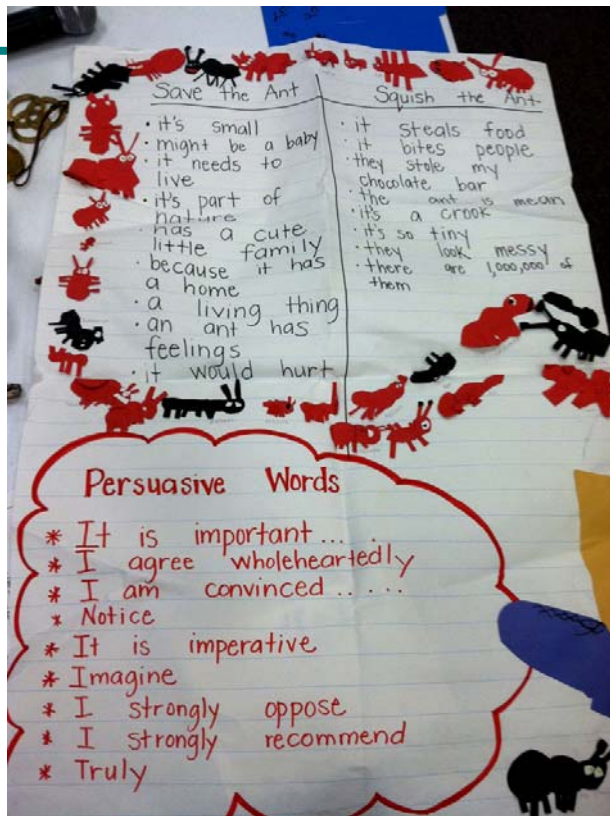 Save the Ant
· it's small
· might be a baby
· it needs to
live
· it's part of
nature
· has a cute
little family
· because it has
a home
· a living thing
· an ant has
feelings
· it would hurt
Squish the Ant
· it steals food
· it bites people
· they stole my
chocolate bar
· the ant is mean
· it's a crook
· it's so tiny
· they look messy
· there are 1,000,000 of
them
Persuasive Words
* It is important... .
* I agree wholeheartedly
* I am convinced.....
* Notice
* It is imperative
* Imagine
* I strongly oppose
* I strongly recommend
* Truly